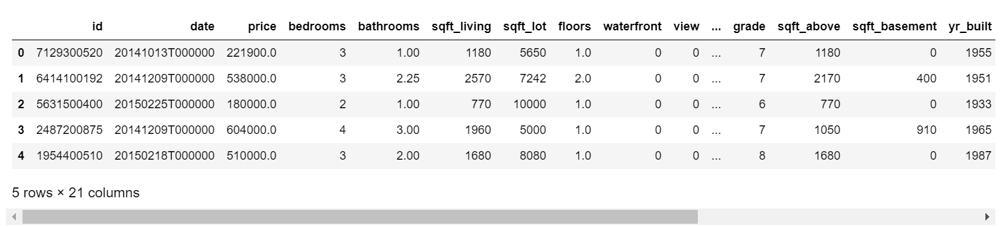 id date price bedrooms bathrooms sqft_living sqft_lot floors waterfront view ... grade sqft_above sqft_basement yr_built
0 7129300520 20141013T000000 221900.0 3 1.00 1180 5650 1.0 0 0 ... 7 1180 0 1955
1 6414100192 20141209T000000 538000.0 3 2.25 2570 7242 2.0 0 0 ... 7 2170 400 1951
2 5631500400 20150225T000000 180000.0 2 1.00 770 10000 1.0 0 0 ... 6 770 0 1933
3 2487200875 20141209T000000 604000.0 4 3.00 1960 5000 1.0 0 0 ... 7 1050 910 1965
4 1954400510 20150218T000000 510000.0 3 2.00 1680 8080 1.0 0 0 ... 8 1680 0 1987
5 rows × 21 columns